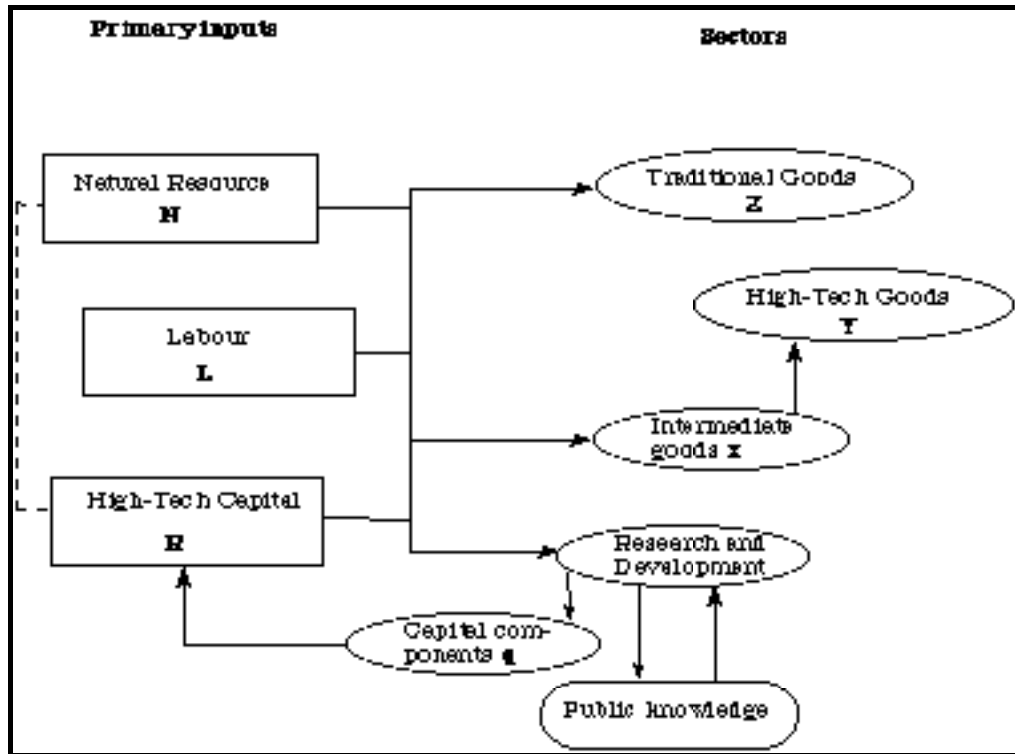 Primary inputs
Sectors
Natural Resource
N
Traditional Goods
Z
High-Tech Goods
Labour
L
Intermediate
goods x
High-Tech Capital
Research and
Development
Capital com-
ponents q
Public knowledge